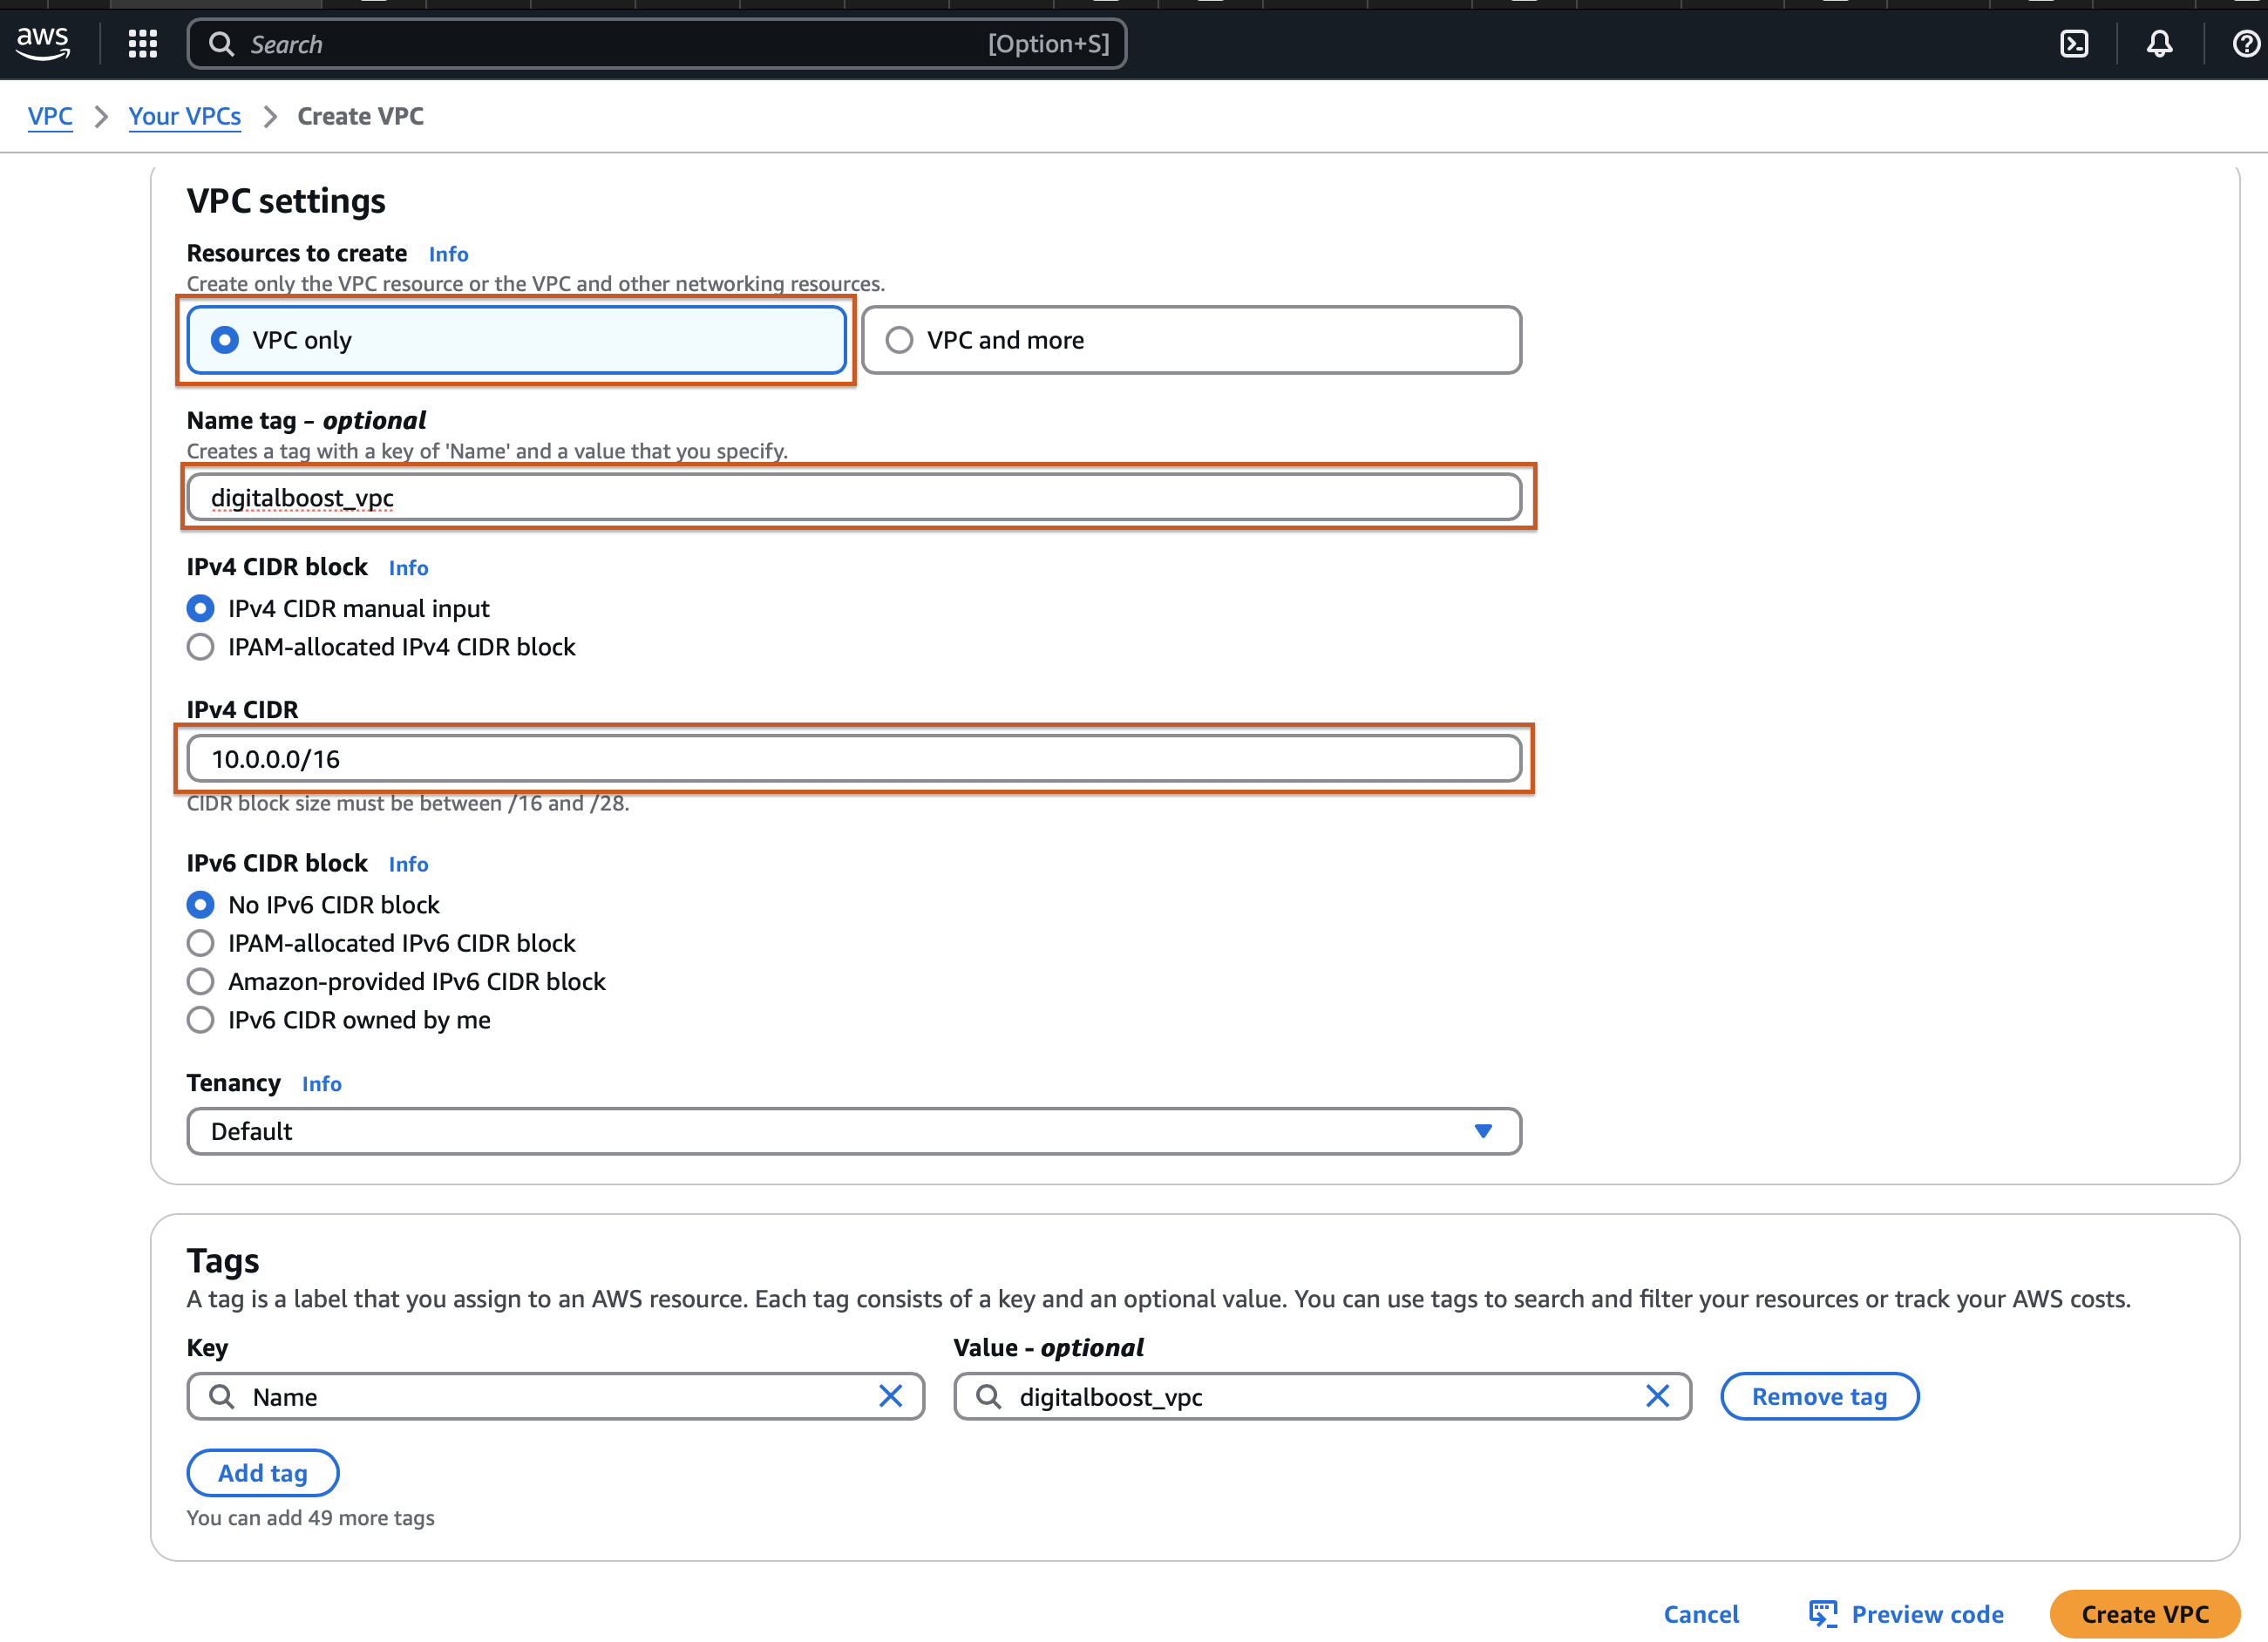 aws
Search [Option+S]
VPC > Your VPCs > Create VPC
VPC settings
Resources to create Info
Create only the VPC resource or the VPC and other networking resources.
VPC only VPC and more
Name tag – optional
Creates a tag with a key of 'Name' and a value that you specify.
digitalboost_vpc
IPv4 CIDR block Info
IPv4 CIDR manual input
IPAM-allocated IPv4 CIDR block
IPv4 CIDR
10.0.0.0/16
CIDR block size must be between /16 and /28.
IPv6 CIDR block Info
No IPv6 CIDR block
IPAM-allocated IPv6 CIDR block
Amazon-provided IPv6 CIDR block
IPv6 CIDR owned by me
Tenancy Info
Default
Tags
A tag is a label that you assign to an AWS resource. Each tag consists of a key and an optional value. You can use tags to search and filter your resources or track your AWS costs.
Key Value - optional
Name digitalboost_vpc Remove tag
Add tag
You can add 49 more tags
Cancel Preview code Create VPC